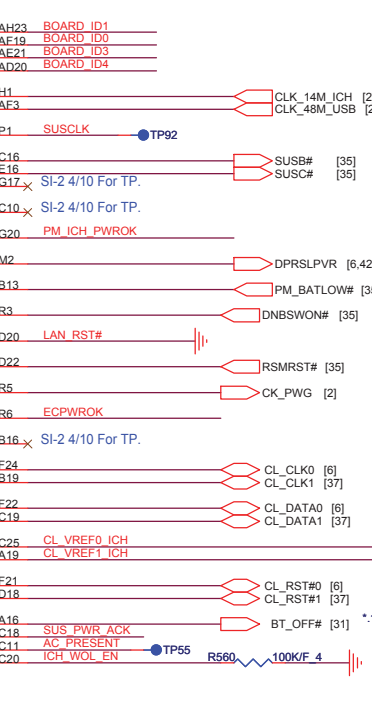 AH23 BOARD_ID1
AF19 BOARD_ID0
AE21 BOARD_ID3
AD20 BOARD_ID4
H1 CLK_14M_ICH [2
AF3 CLK_48M_USB [2
P1 SUSCLK TP92
C16 SUSB# [35]
E16 SUSC# [35]
G17 SI-2 4/10 For TP.
C10 SI-2 4/10 For TP.
G20 PM_ICH_PWROK
M2 DPRSLPVR [6,42
B13 PM_BATLOW# [35
R3 DNBSWON# [35]
D20 LAN_RST#
D22 RSMRST# [35]
R5 CK_PWG [2]
R6 ECPWROK
B16 SI-2 4/10 For TP.
F24 CL_CLK0 [6]
B19 CL_CLK1 [37]
F22 CL_DATA0 [6]
C19 CL_DATA1 [37]
C25 CL_VREF0_ICH
A19 CL_VREF1_ICH
F21 CL_RST#0 [6]
D18 CL_RST#1 [37]
A16 BT_OFF# [31] *.
C18 SUS_PWR_ACK
C11 AC_PRESENT TP55
C20 ICH_WOL_EN R560 100K/F_4